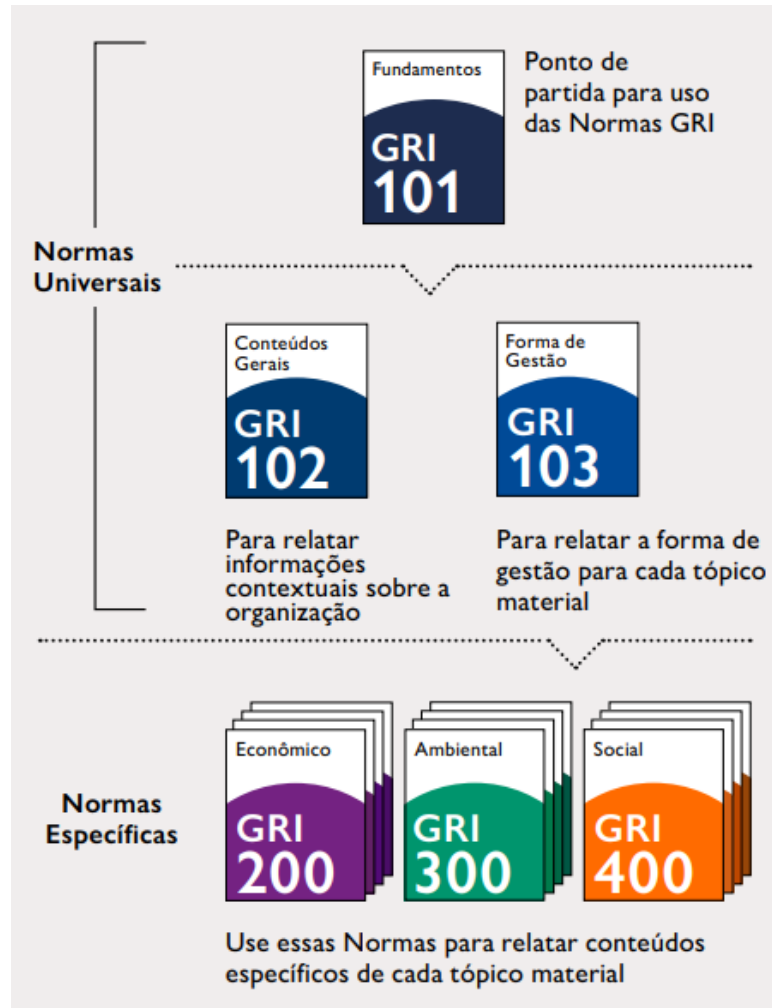 Fundamentos
GRI
101
Ponto de
partida para uso
das Normas GRI
Normas
Universais
Conteúdos
Gerais
GRI
102
Forma de
Gestão
GRI
103
Para relatar
informações
contextuais sobre a
organização
Para relatar a forma de
gestão para cada tópico
material
Normas
Específicas
Econômico
GRI
200
Ambiental
GRI
300
Social
GRI
400
Use essas Normas para relatar conteúdos
específicos de cada tópico material